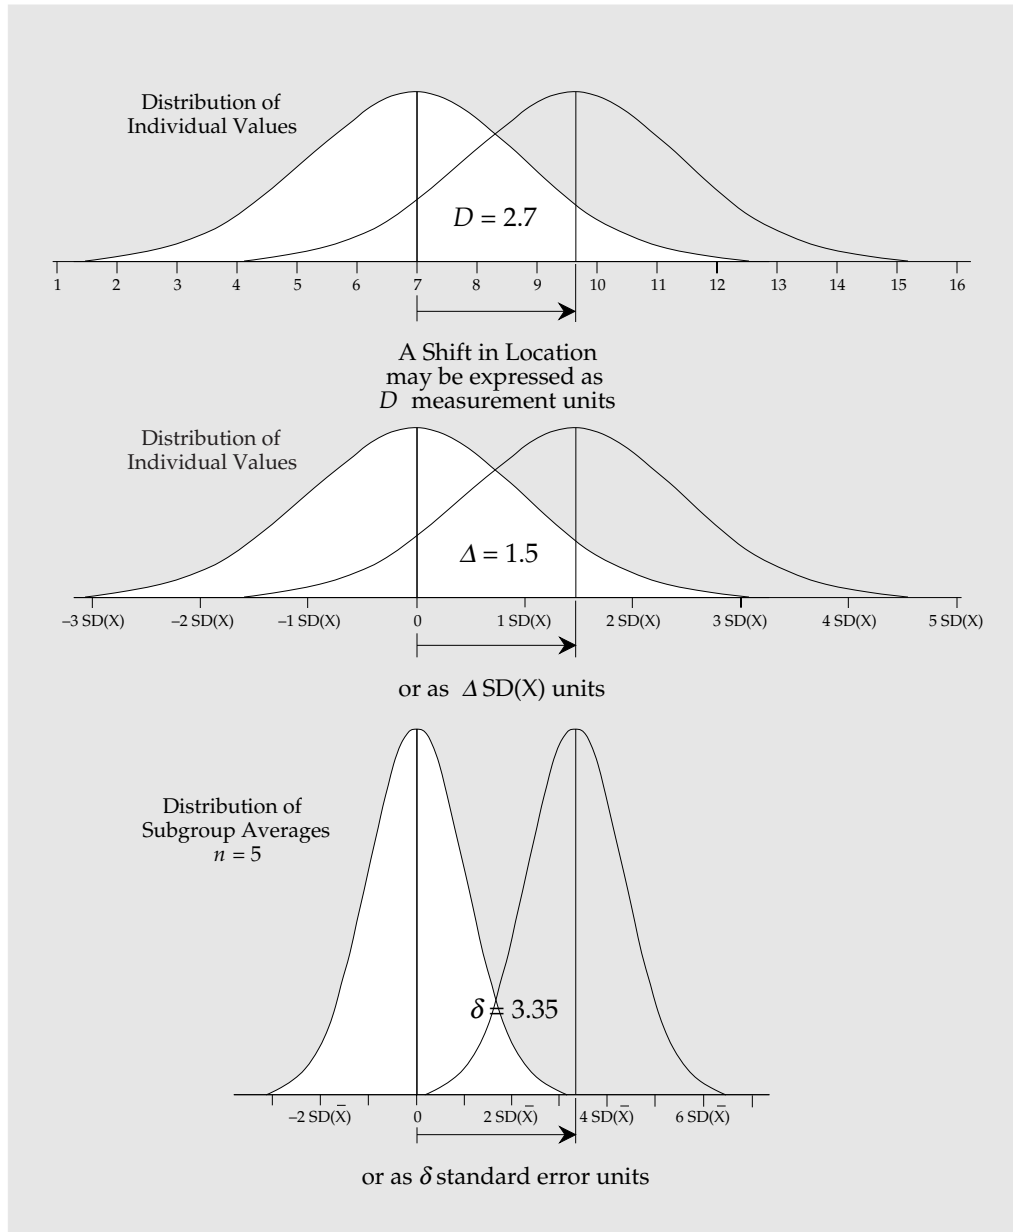 Distribution of
Individual Values
D = 2.7
1 2 3 4 5 6 7 8 9 10 11 12 13 14 15 16
A Shift in Location
may be expressed as
D measurement units
Distribution of
Individual Values
Δ = 1.5
–3 SD(X) –2 SD(X) –1 SD(X) 0 1 SD(X) 2 SD(X) 3 SD(X) 4 SD(X) 5 SD(X)
or as Δ SD(X) units
Distribution of
Subgroup Averages
n = 5
δ = 3.35
–2 SD(X̄) 0 2 SD(X̄) 4 SD(X̄) 6 SD(X̄)
or as δ standard error units